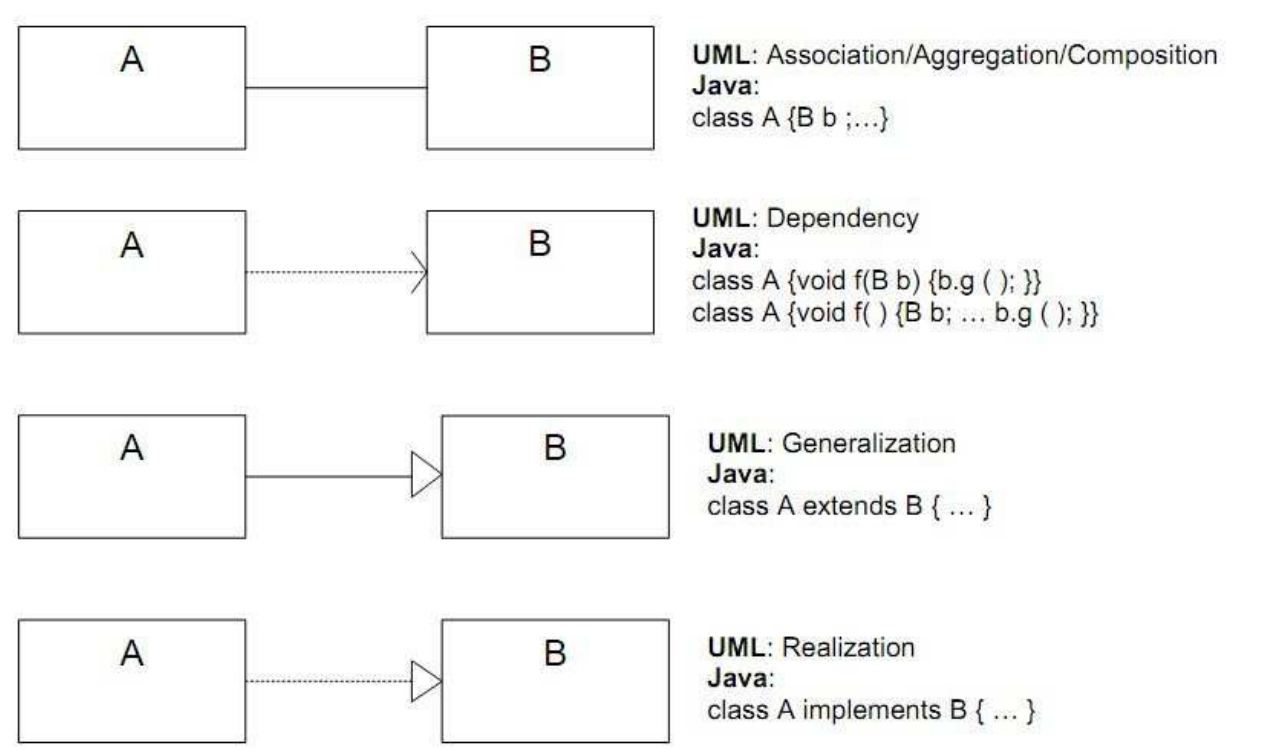 A
B
UML: Association/Aggregation/Composition
Java:
class A {B b ;…}
A
B
UML: Dependency
Java:
class A {void f(B b) {b.g ( ); }}
class A {void f( ) {B b; … b.g ( ); }}
A
B
UML: Generalization
Java:
class A extends B { … }
A
B
UML: Realization
Java:
class A implements B { … }